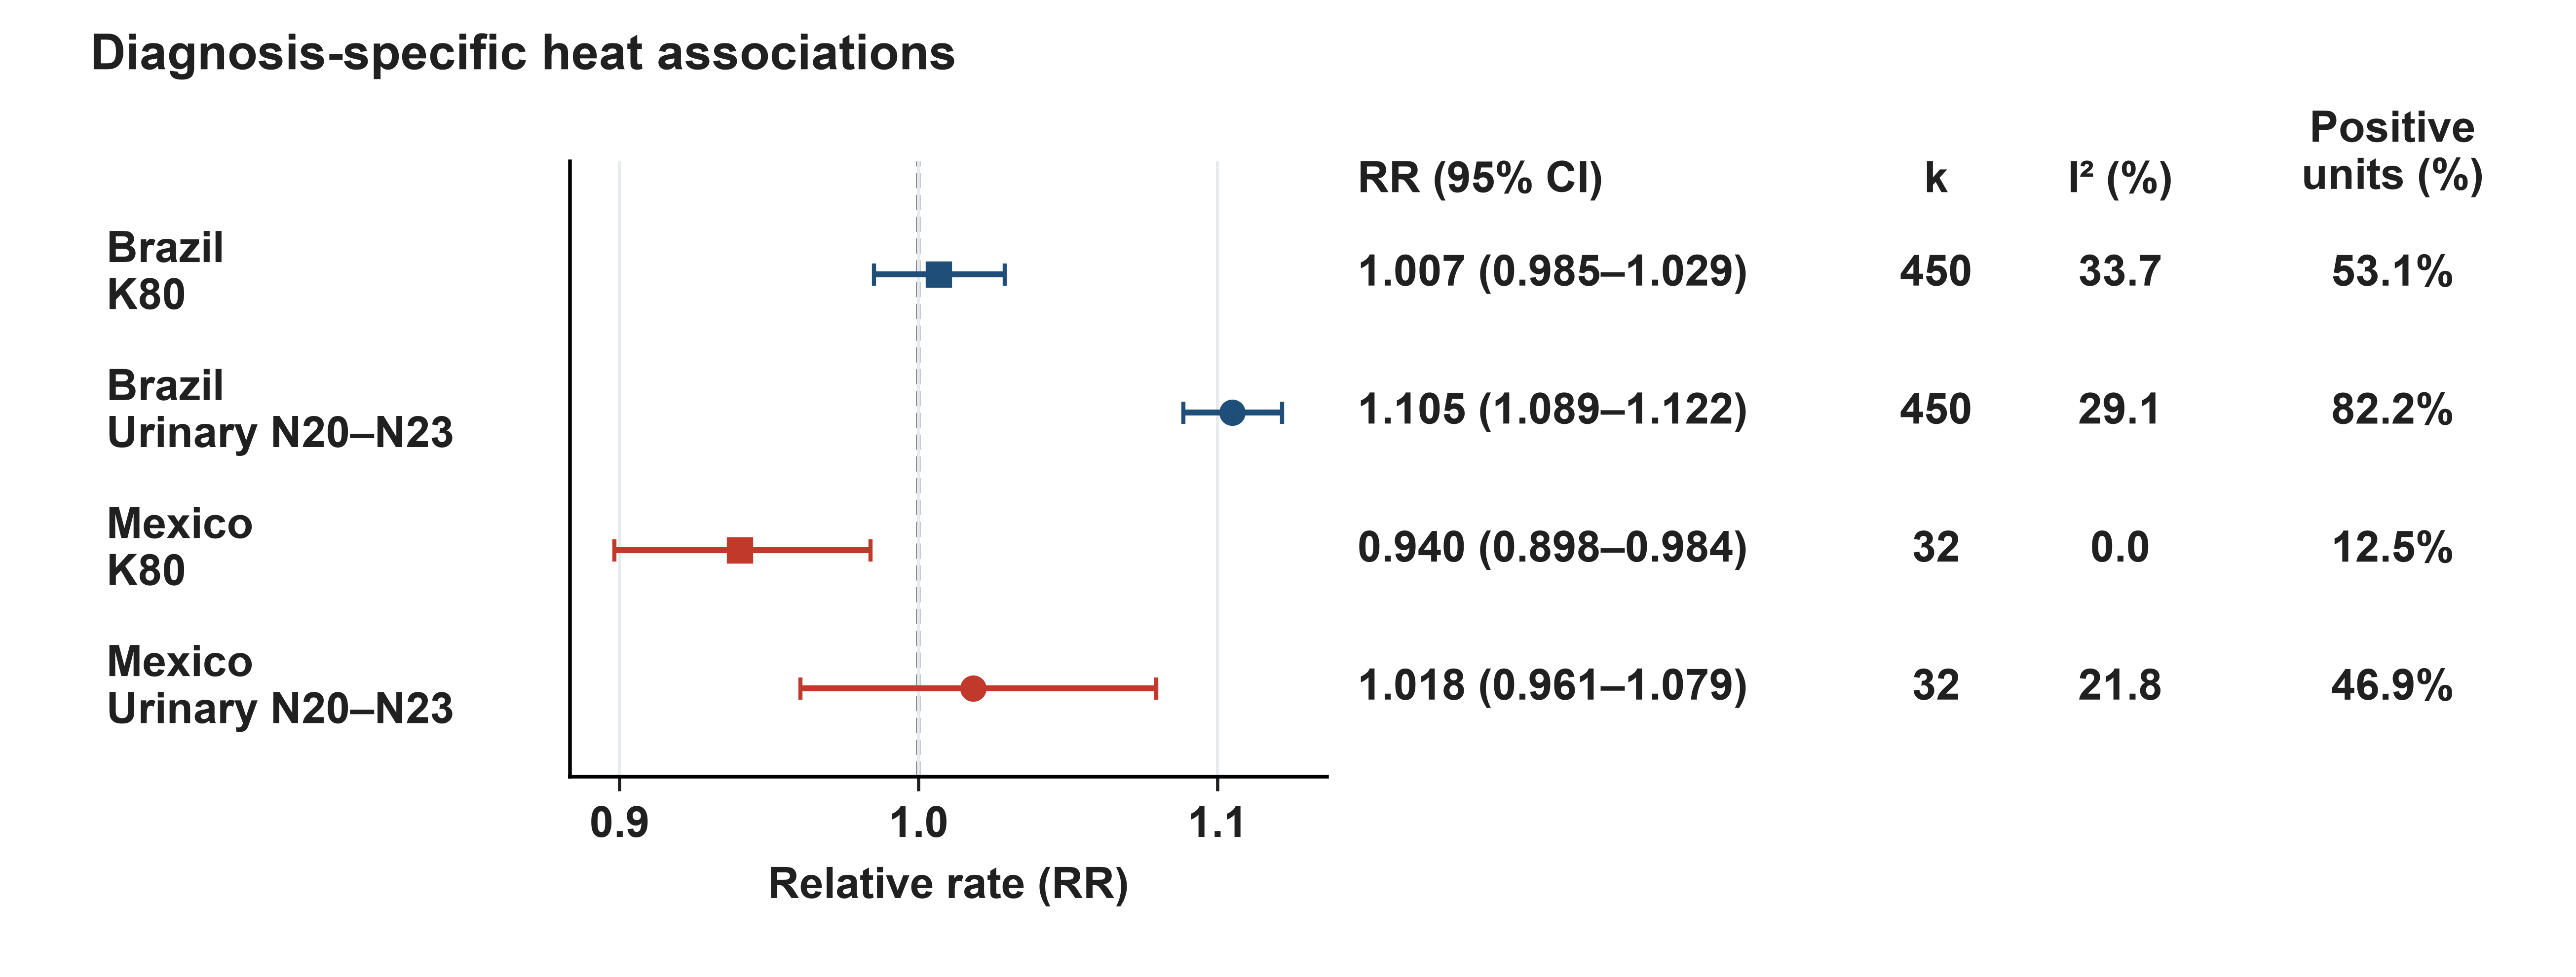 Diagnosis-specific heat associations
Positive
units (%)
RR (95% CI) k I² (%)
Brazil
K80
1.007 (0.985–1.029) 450 33.7 53.1%
Brazil
Urinary N20–N23
1.105 (1.089–1.122) 450 29.1 82.2%
Mexico
K80
0.940 (0.898–0.984) 32 0.0 12.5%
Mexico
Urinary N20–N23
1.018 (0.961–1.079) 32 21.8 46.9%
0.9 1.0 1.1
Relative rate (RR)